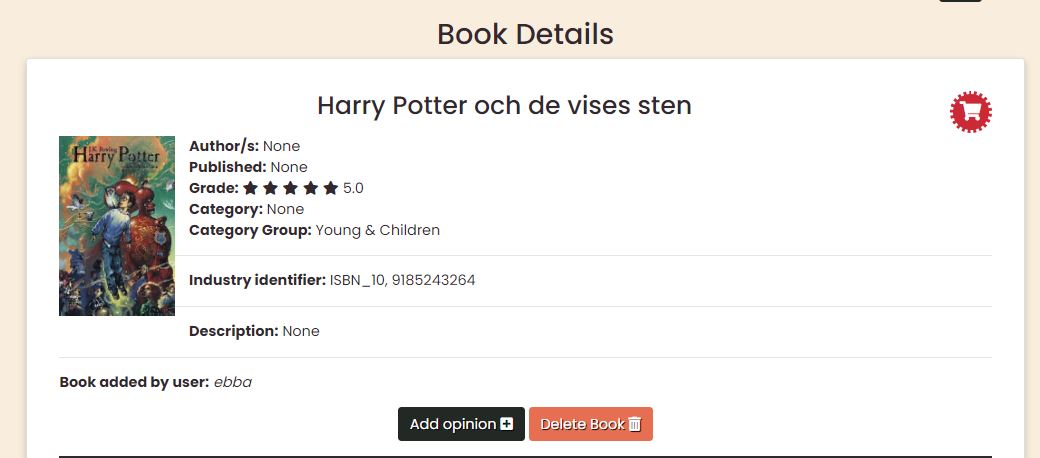 Book Details
Harry Potter och de vises sten
J.K. Rowling
Harry Potter
Author/s: None
Published: None
Grade: 5.0
Category: None
Category Group: Young & Children
Industry identifier: ISBN_10, 9185243264
Description: None
Book added by user: ebba
Add opinion
Delete Book